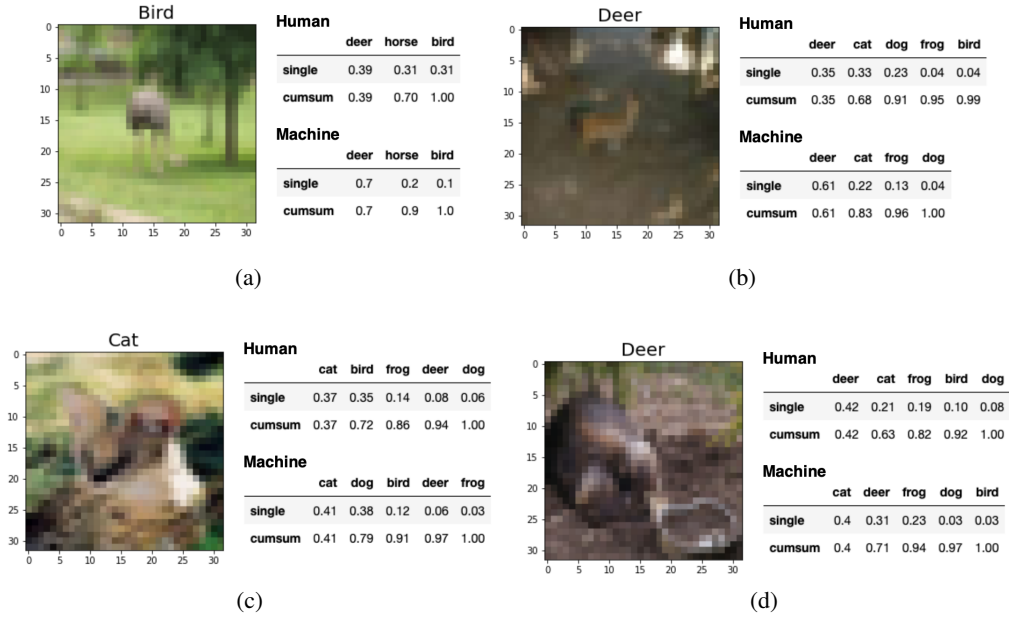 Bird
0
5
10
15
20
25
30
0 5 10 15 20 25 30
Human
deer horse bird
single 0.39 0.31 0.31
cumsum 0.39 0.70 1.00
Machine
deer horse bird
single 0.7 0.2 0.1
cumsum 0.7 0.9 1.0
(a)
Deer
0
5
10
15
20
25
30
0 5 10 15 20 25 30
Human
deer cat dog frog bird
single 0.35 0.33 0.23 0.04 0.04
cumsum 0.35 0.68 0.91 0.95 0.99
Machine
deer cat frog dog
single 0.61 0.22 0.13 0.04
cumsum 0.61 0.83 0.96 1.00
(b)
Cat
0
5
10
15
20
25
30
0 5 10 15 20 25 30
Human
cat bird frog deer dog
single 0.37 0.35 0.14 0.08 0.06
cumsum 0.37 0.72 0.86 0.94 1.00
Machine
cat dog bird deer frog
single 0.41 0.38 0.12 0.06 0.03
cumsum 0.41 0.79 0.91 0.97 1.00
(c)
Deer
0
5
10
15
20
25
30
0 5 10 15 20 25 30
Human
deer cat frog bird dog
single 0.42 0.21 0.19 0.10 0.08
cumsum 0.42 0.63 0.82 0.92 1.00
Machine
cat deer frog dog bird
single 0.4 0.31 0.23 0.03 0.03
cumsum 0.4 0.71 0.94 0.97 1.00
(d)